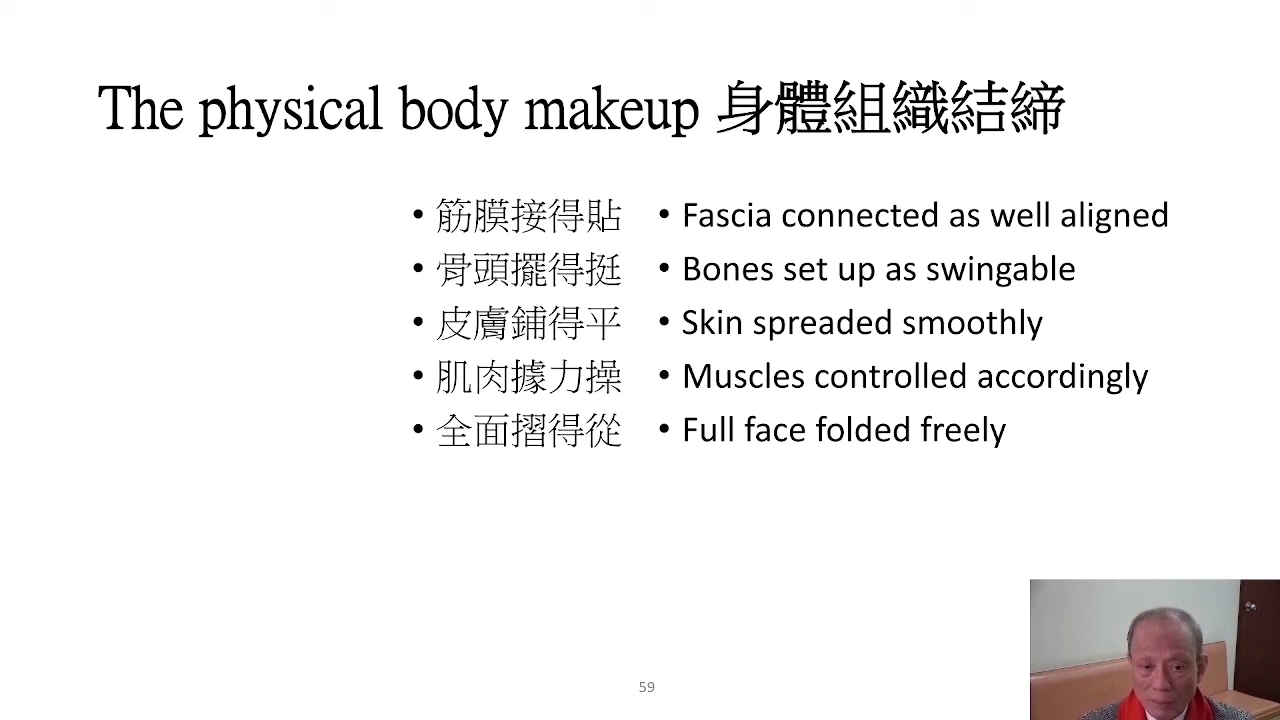 The physical body makeup 身體組織結締
• 筋膜接得貼
• 骨頭擺得挺
• 皮膚鋪得平
• 肌肉據力操
• 全面摺得從
• Fascia connected as well aligned
• Bones set up as swingable
• Skin spreaded smoothly
• Muscles controlled accordingly
• Full face folded freely
59